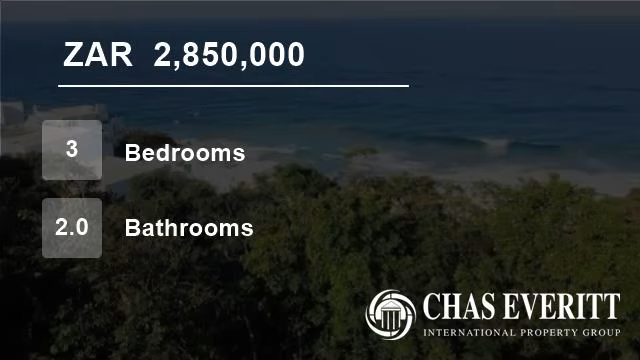 ZAR 2,850,000
3
Bedrooms
2.0
Bathrooms
CHAS EVERITT
INTERNATIONAL PROPERTY GROUP